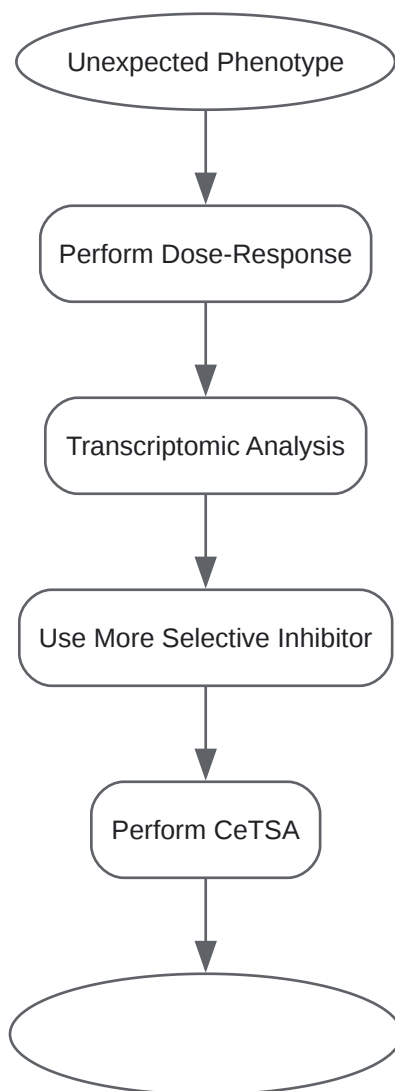 Unexpected Phenotype
Perform Dose-Response
Transcriptomic Analysis
Use More Selective Inhibitor
Perform CeTSA